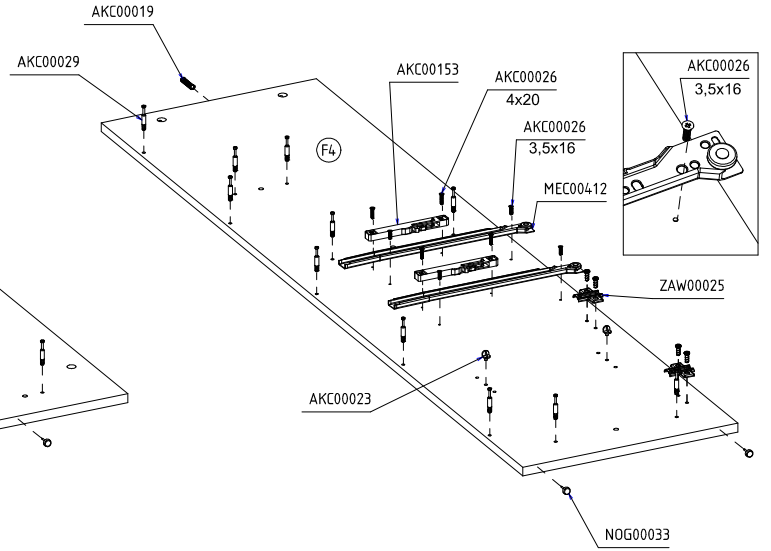 AKC00019
AKC00029
AKC00153
AKC00026
4x20
AKC00026
3,5x16
AKC00026
3,5x16
F4
MEC00412
ZAW00025
AKC00023
NOG00033